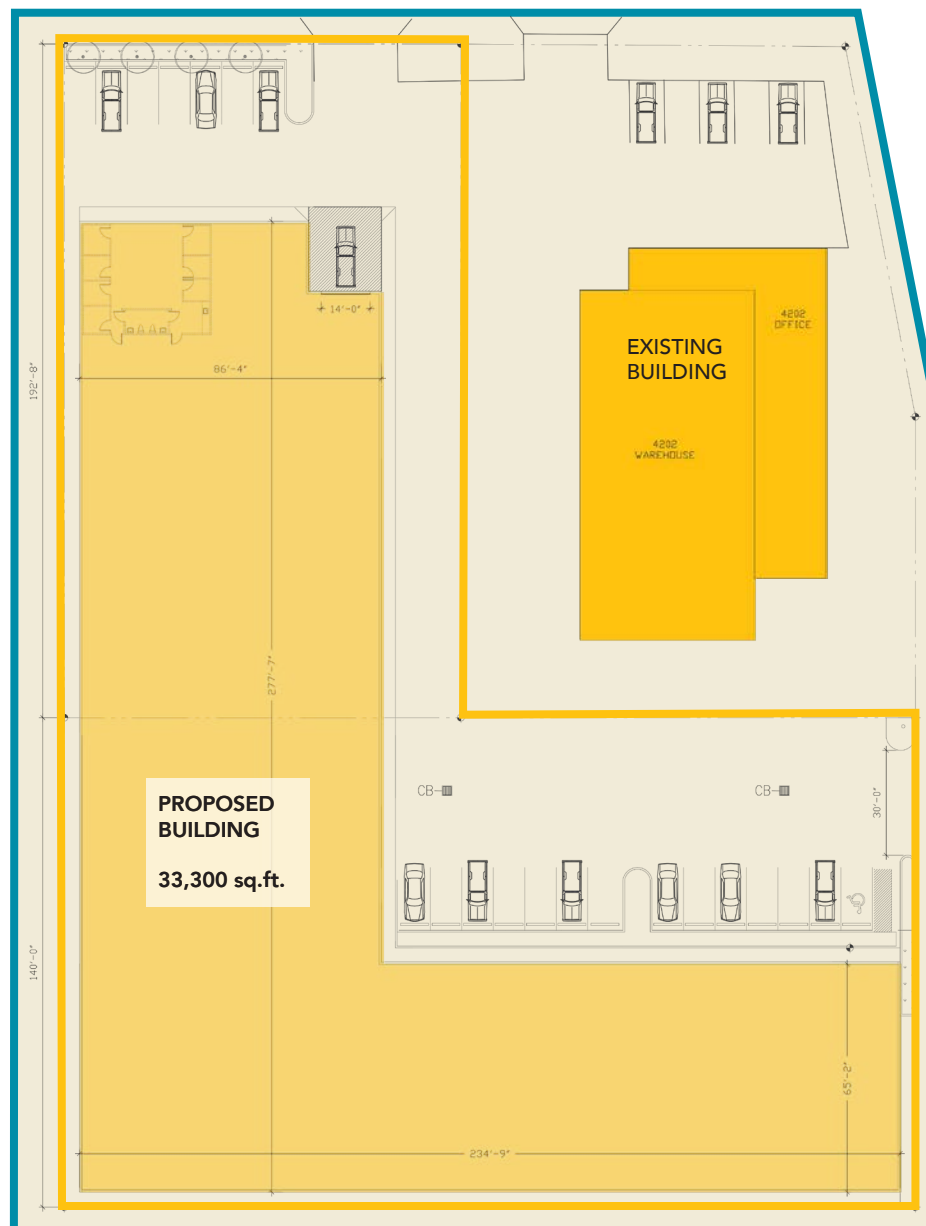 14'-0"
86'-4"
192'-8"
4202
OFFICE
EXISTING
BUILDING
4202
WAREHOUSE
277'-7"
PROPOSED
BUILDING
33,300 sq.ft.
CB
CB
30'-0"
140'-0"
65'-2"
234'-9"